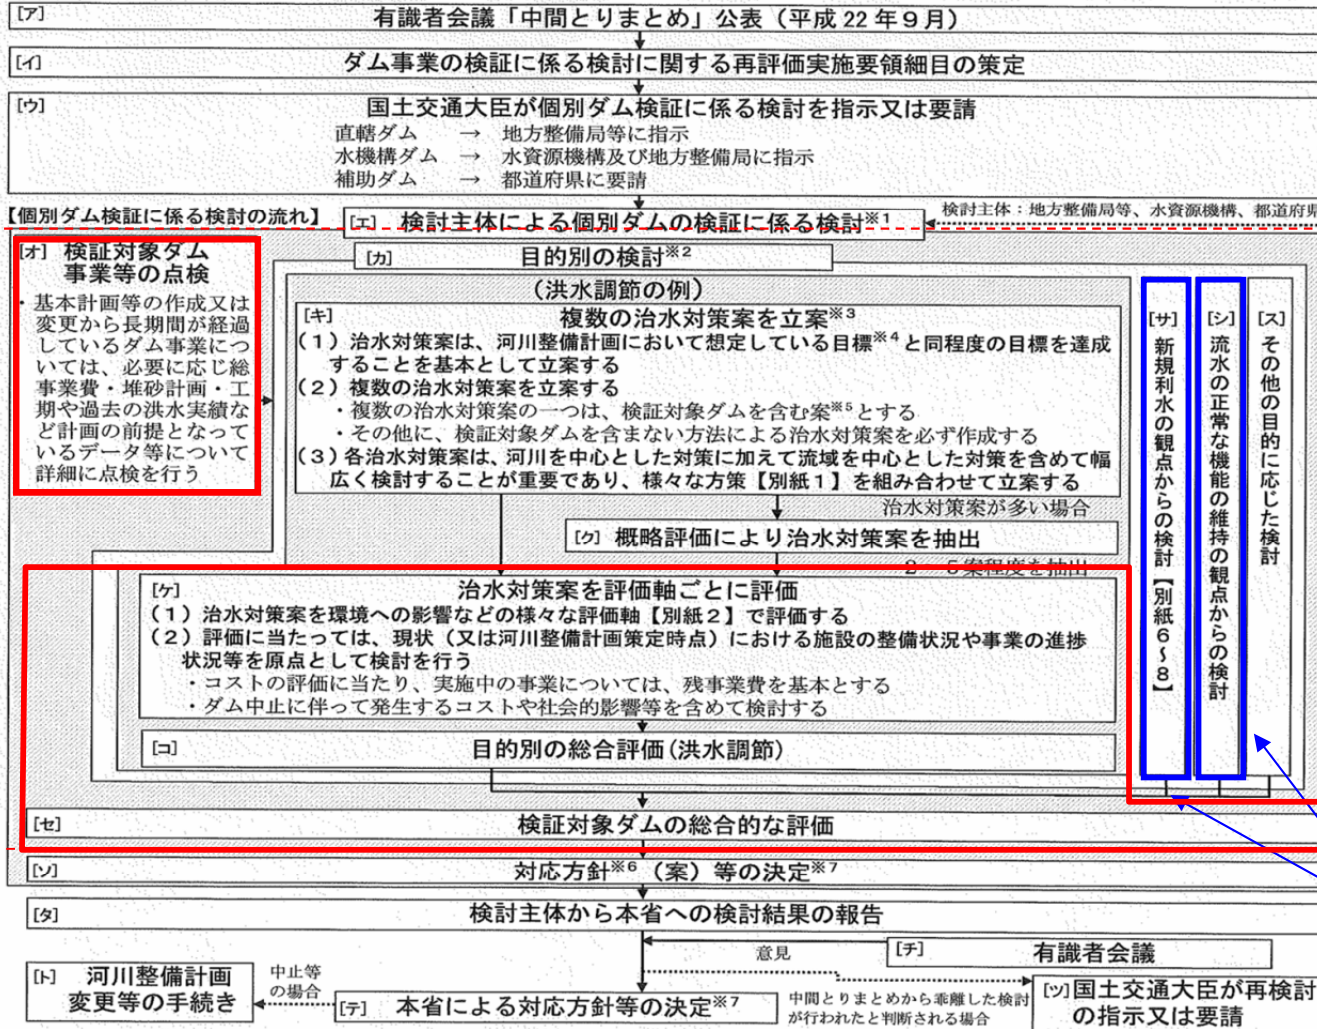 [ア] 有識者会議「中間とりまとめ」公表（平成22年９月）
[イ] ダム事業の検証に係る検討に関する再評価実施要領細目の策定
[ウ] 国土交通大臣が個別ダム検証に係る検討を指示又は要請
直轄ダム → 地方整備局等に指示
水機構ダム → 水資源機構及び地方整備局に指示
補助ダム → 都道府県に要請
【個別ダム検証に係る検討の流れ】
[エ] 検討主体による個別ダムの検証に係る検討※1
検討主体：地方整備局等、水資源機構、都道府県
[オ] 検証対象ダム
事業等の点検
・基本計画等の作成又は
変更から長期間が経過
しているダム事業につ
いては、必要に応じ総
事業費・堆砂計画・工
期や過去の洪水実績な
ど計画の前提となって
いるデータ等について
詳細に点検を行う
[カ] 目的別の検討※2
（洪水調節の例）
[キ] 複数の治水対策案を立案※3
（１）治水対策案は、河川整備計画において想定している目標※4と同程度の目標を達成
することを基本として立案する
（２）複数の治水対策案を立案する
・複数の治水対策案の一つは、検証対象ダムを含む案※5とする
・その他に、検証対象ダムを含まない方法による治水対策案を必ず作成する
（３）各治水対策案は、河川を中心とした対策に加えて流域を中心とした対策を含めて幅
広く検討することが重要であり、様々な方策【別紙１】を組み合わせて立案する
治水対策案が多い場合
[ク] 概略評価により治水対策案を抽出
２ ５案程度を抽出
[ケ] 治水対策案を評価軸ごとに評価
（１）治水対策案を環境への影響などの様々な評価軸【別紙２】で評価する
（２）評価に当たっては、現状（又は河川整備計画策定時点）における施設の整備状況や事業の進捗
状況等を原点として検討を行う
・コストの評価に当たり、実施中の事業については、残事業費を基本とする
・ダム中止に伴って発生するコストや社会的影響等を含めて検討する
[コ] 目的別の総合評価（洪水調節）
[サ] 新規利水の観点からの検討【別紙６～８】
[シ] 流水の正常な機能の維持の観点からの検討
[ス] その他の目的に応じた検討
[セ] 検証対象ダムの総合的な評価
[ソ] 対応方針※6（案）等の決定※7
[タ] 検討主体から本省への検討結果の報告
意見
[チ] 有識者会議
[ト] 河川整備計画
変更等の手続き
中止等
の場合
[テ] 本省による対応方針等の決定※7
中間とりまとめから乖離した検討
が行われたと判断される場合
[ツ] 国土交通大臣が再検討
の指示又は要請